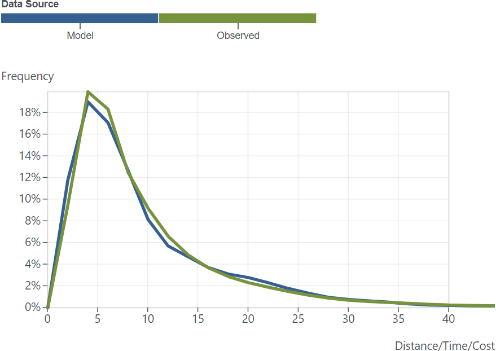 Data Source
Model Observed
Frequency
18%
16%
14%
12%
10%
8%
6%
4%
2%
0%
0 5 10 15 20 25 30 35 40
Distance/Time/Cost